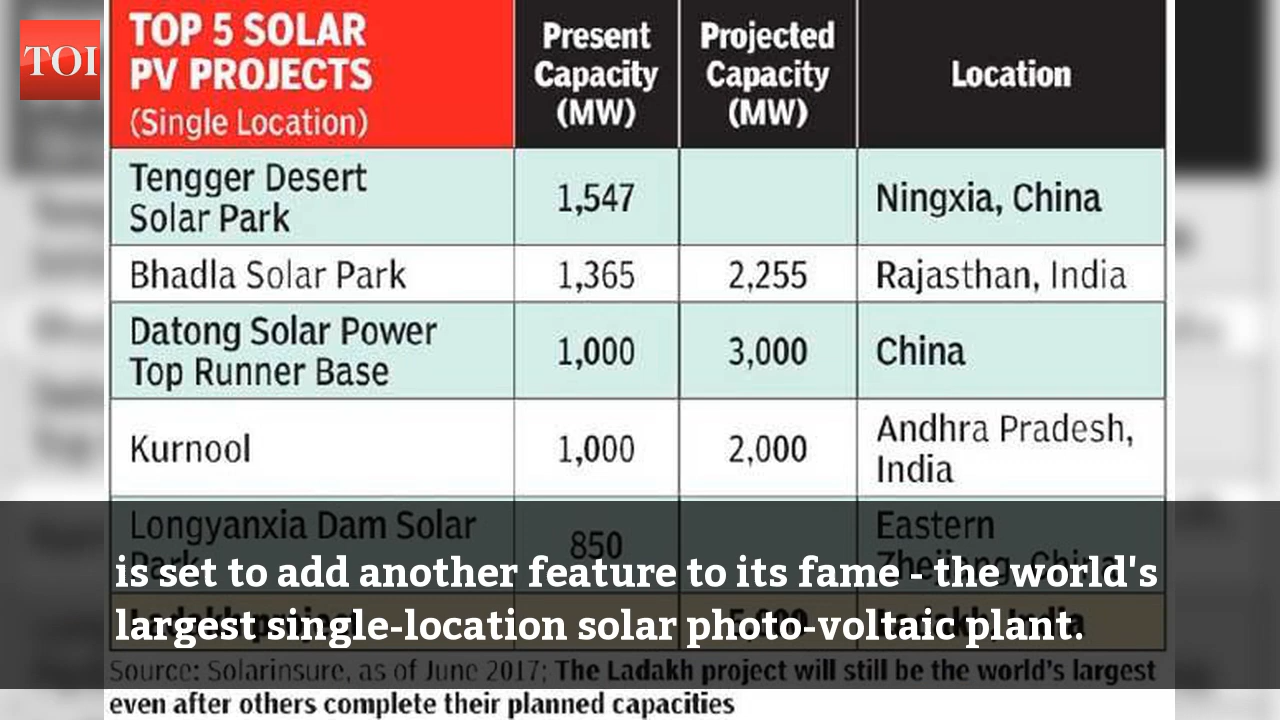 TOI
TOP 5 SOLAR
PV PROJECTS
(Single Location)
Present
Capacity
(MW)
Projected
Capacity
(MW)
Location
Tengger Desert
Solar Park
1,547
Ningxia, China
Bhadla Solar Park
1,365
2,255
Rajasthan, India
Datong Solar Power
Top Runner Base
1,000
3,000
China
Kurnool
1,000
2,000
Andhra Pradesh,
India
Longyanxia Dam Solar
Park
850
Eastern
Zhejiang, China
is set to add another feature to its fame - the world's
largest single-location solar photo-voltaic plant.
Source: Solarinsure, as of June 2017; The Ladakh project will still be the world's largest
even after others complete their planned capacities